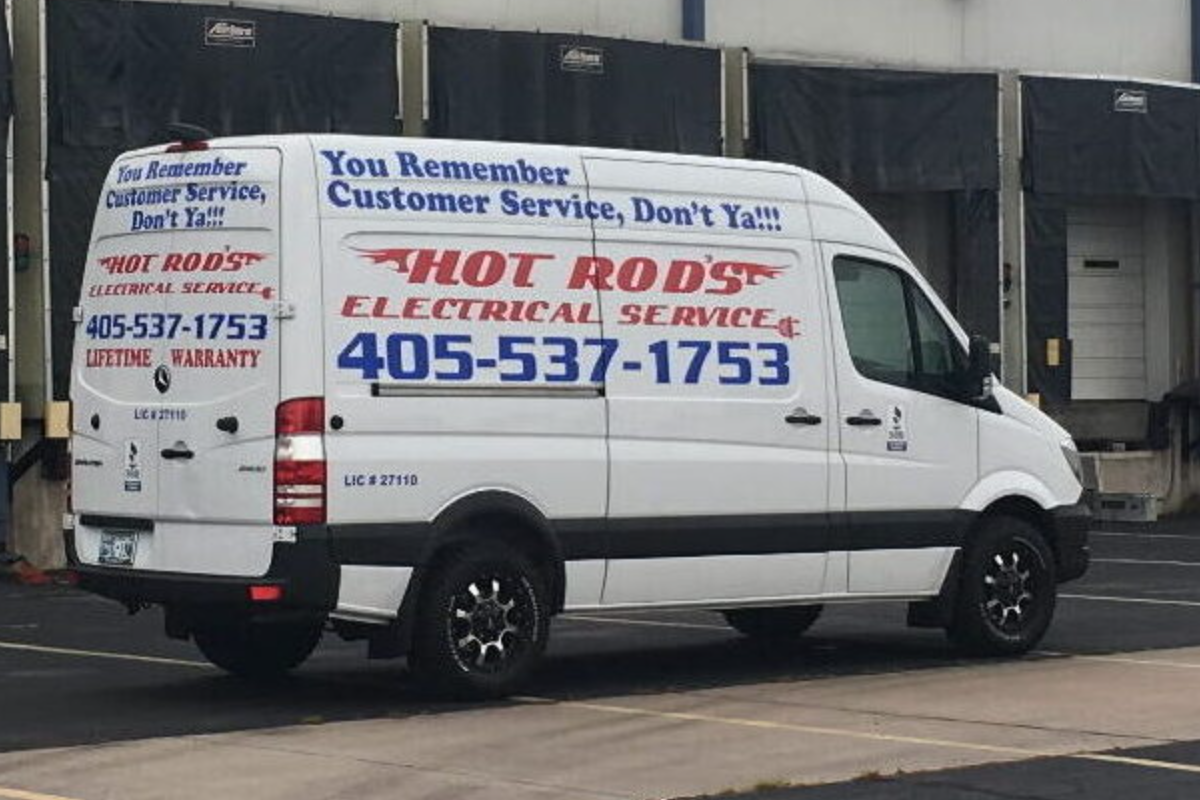 You Remember
Customer Service,
Don't Ya!!!
HOT ROD'S
ELECTRICAL SERVICE
405-537-1753
LIFETIME WARRANTY
LIC # 27110
You Remember
Customer Service, Don't Ya!!!
HOT ROD'S
ELECTRICAL SERVICE
405-537-1753
LIC # 27110
BBB